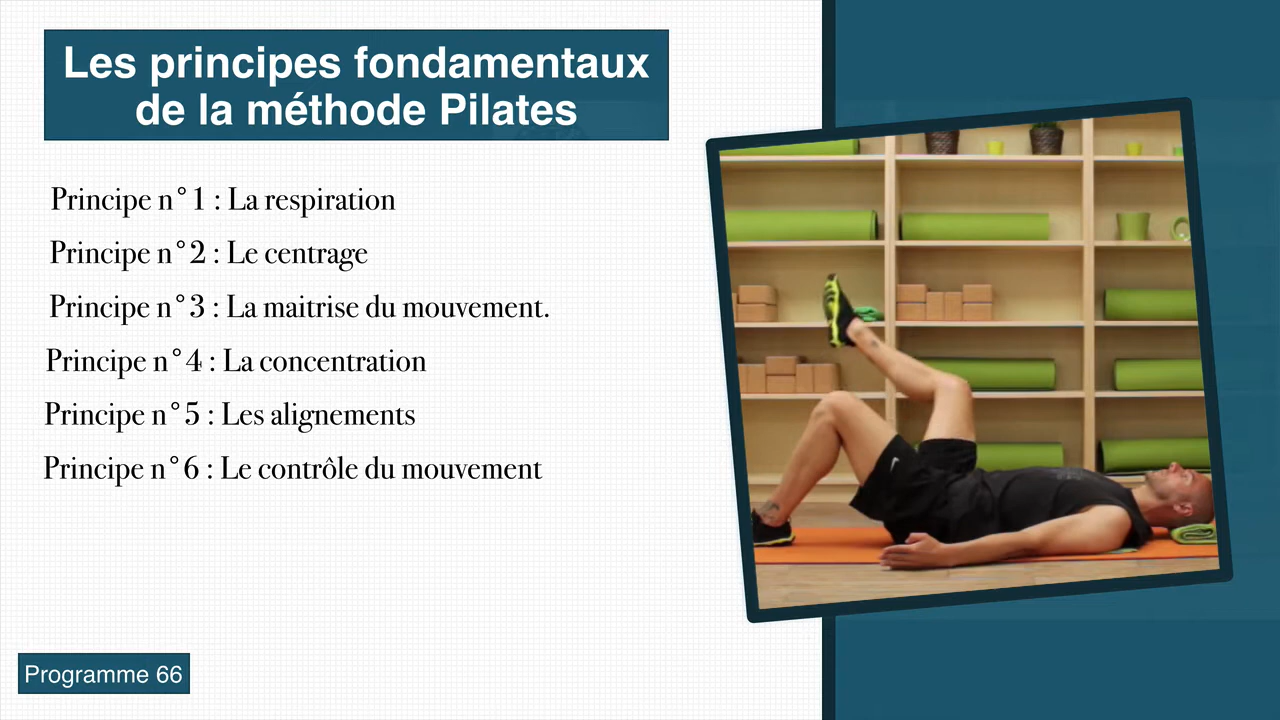 Les principes fondamentaux
de la méthode Pilates
Principe n°1 : La respiration
Principe n°2 : Le centrage
Principe n°3 : La maitrise du mouvement.
Principe n°4 : La concentration
Principe n°5 : Les alignements
Principe n°6 : Le contrôle du mouvement
Programme 66